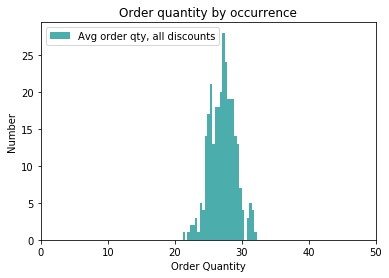 Order quantity by occurrence
Avg order qty, all discounts
25
20
15
10
5
0
Number
0 10 20 30 40 50
Order Quantity